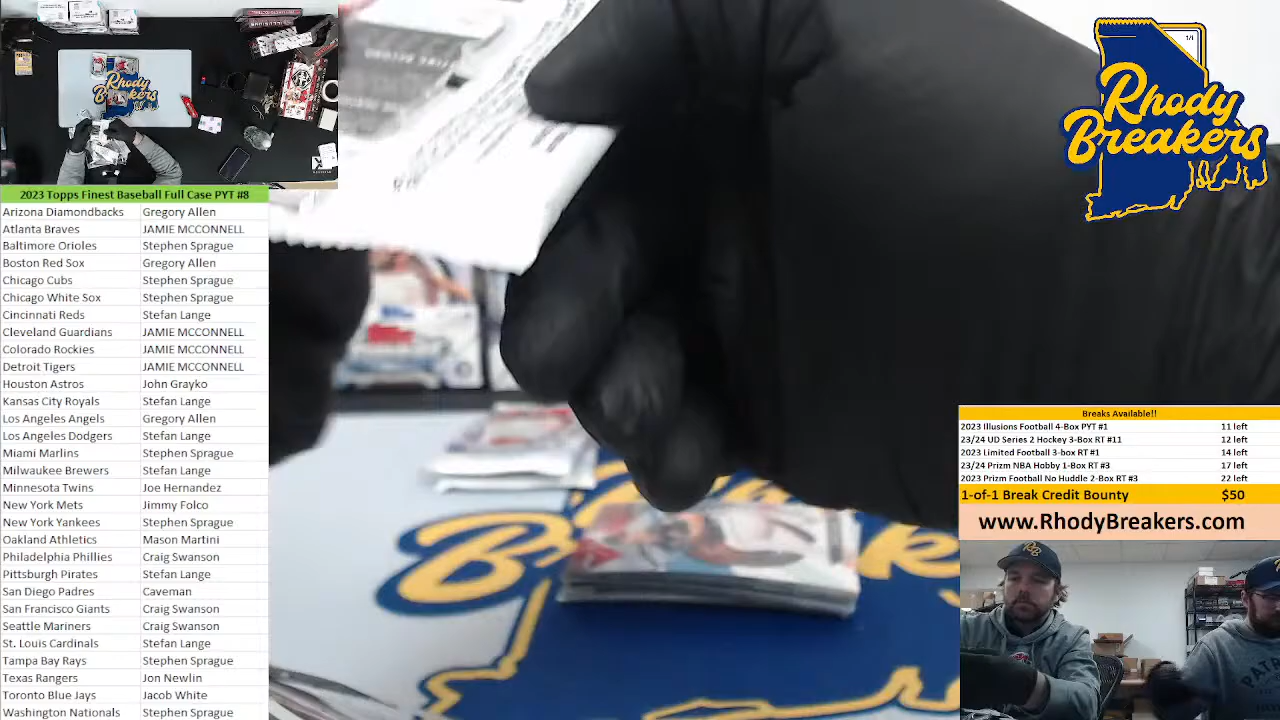 2023 Topps Finest Baseball Full Case PYT #8
Arizona Diamondbacks Gregory Allen
Atlanta Braves JAMIE MCCONNELL
Baltimore Orioles Stephen Sprague
Boston Red Sox Gregory Allen
Chicago Cubs Stephen Sprague
Chicago White Sox Stephen Sprague
Cincinnati Reds Stefan Lange
Cleveland Guardians JAMIE MCCONNELL
Colorado Rockies JAMIE MCCONNELL
Detroit Tigers JAMIE MCCONNELL
Houston Astros John Grayko
Kansas City Royals Stefan Lange
Los Angeles Angels Gregory Allen
Los Angeles Dodgers Stefan Lange
Miami Marlins Stephen Sprague
Milwaukee Brewers Stefan Lange
Minnesota Twins Joe Hernandez
New York Mets Jimmy Folco
New York Yankees Stephen Sprague
Oakland Athletics Mason Martini
Philadelphia Phillies Craig Swanson
Pittsburgh Pirates Stefan Lange
San Diego Padres Caveman
San Francisco Giants Craig Swanson
Seattle Mariners Craig Swanson
St. Louis Cardinals Stefan Lange
Tampa Bay Rays Stephen Sprague
Texas Rangers Jon Newlin
Toronto Blue Jays Jacob White
Washington Nationals Stephen Sprague
Rhody
Breakers
1/1
Rhody
Breakers
Breaks Available!!
2023 Illusions Football 4-Box PYT #1 11 left
23/24 UD Series 2 Hockey 3-Box RT #11 12 left
2023 Limited Football 3-box RT #1 14 left
23/24 Prizm NBA Hobby 1-Box RT #3 17 left
2023 Prizm Football No Huddle 2-Box RT #3 22 left
1-of-1 Break Credit Bounty $50
www.RhodyBreakers.com